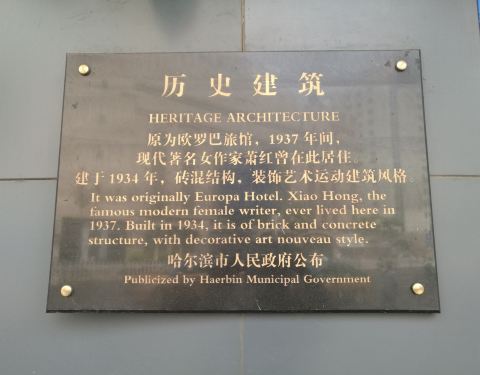 历史建筑
HERITAGE ARCHITECTURE
原为欧罗巴旅馆，1937年间，
现代著名女作家萧红曾在此居住。
建于1934年，砖混结构，装饰艺术运动建筑风格。
It was originally Europa Hotel. Xiao Hong, the
famous modern female writer, ever lived here in
1937. Built in 1934, it is of brick and concrete
structure, with decorative art nouveau style.
哈尔滨市人民政府公布
Publicized by Haerbin Municipal Government